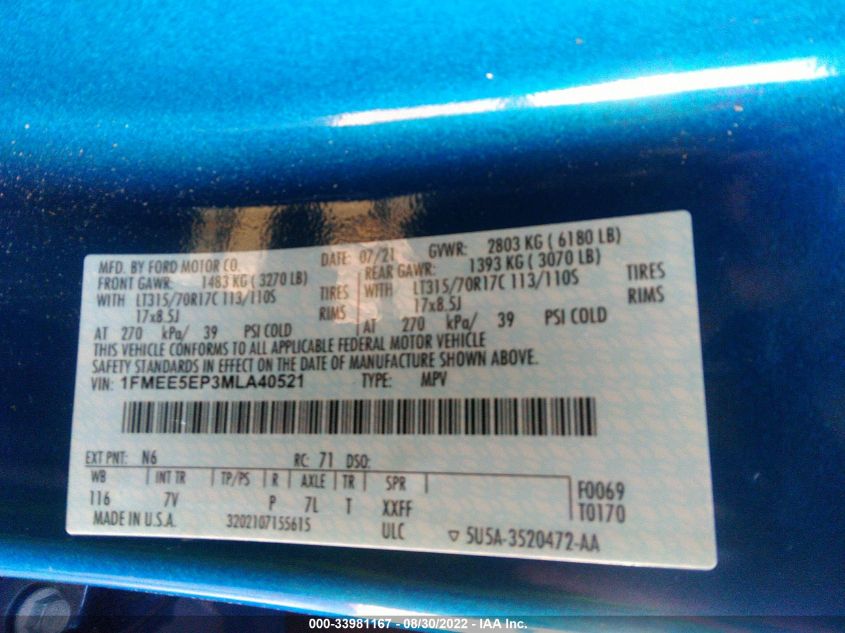 MFD. BY FORD MOTOR CO. DATE: 07/21 GVWR: 2803 KG ( 6180 LB)
FRONT GAWR: 1483 KG ( 3270 LB) REAR GAWR: 1393 KG ( 3070 LB)
WITH LT315/70R17C 113/110S TIRES WITH LT315/70R17C 113/110S TIRES
17x8.5J RIMS 17x8.5J RIMS
AT 270 kPa/ 39 PSI COLD AT 270 kPa/ 39 PSI COLD
THIS VEHICLE CONFORMS TO ALL APPLICABLE FEDERAL MOTOR VEHICLE
SAFETY STANDARDS IN EFFECT ON THE DATE OF MANUFACTURE SHOWN ABOVE.
VIN: 1FMEE5EP3MLA40521 TYPE: MPV
EXT PNT: N6 RC: 71 DSO:
WB INT TR TP/PS R AXLE TR SPR
116 7V P 7L T XXFF F0069
ULC T0170
MADE IN U.S.A. 3202107155615 ▽ 5U5A-3520472-AA
000-33981167 - 08/30/2022 - IAA Inc.